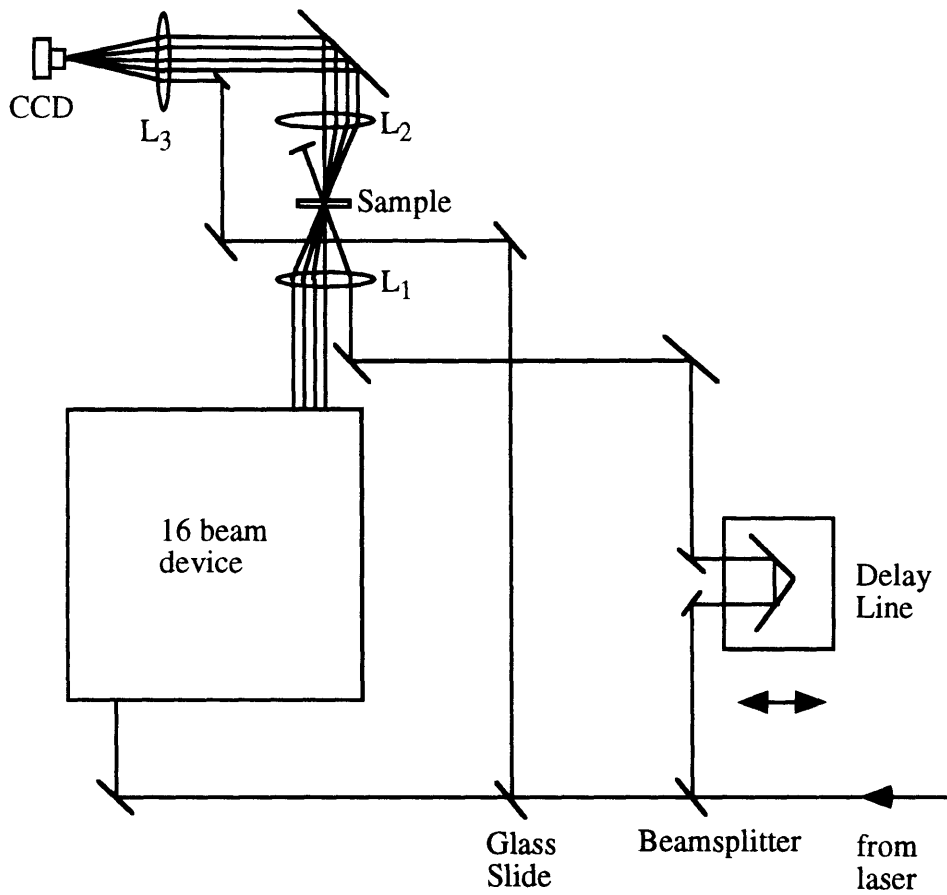 CCD
L3
L2
Sample
L1
16 beam
device
Delay
Line
Glass
Slide
Beamsplitter
from
laser